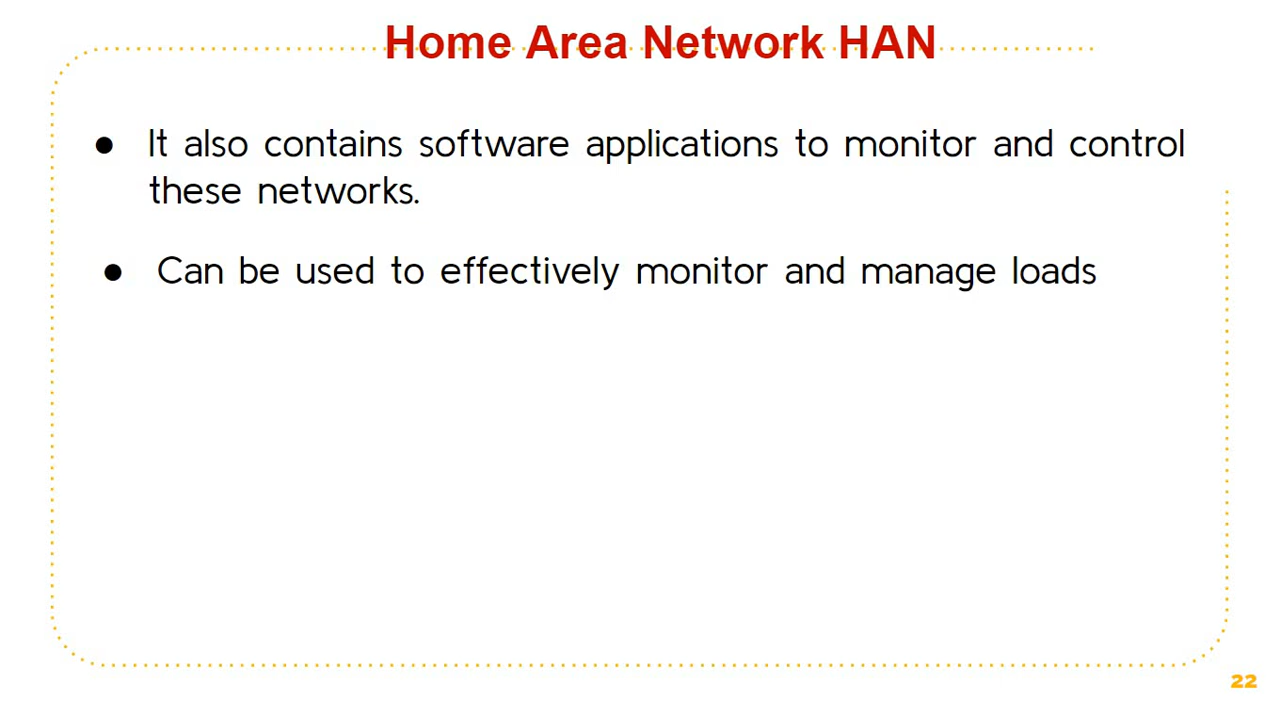 Home Area Network HAN
● It also contains software applications to monitor and control
these networks.
● Can be used to effectively monitor and manage loads
22